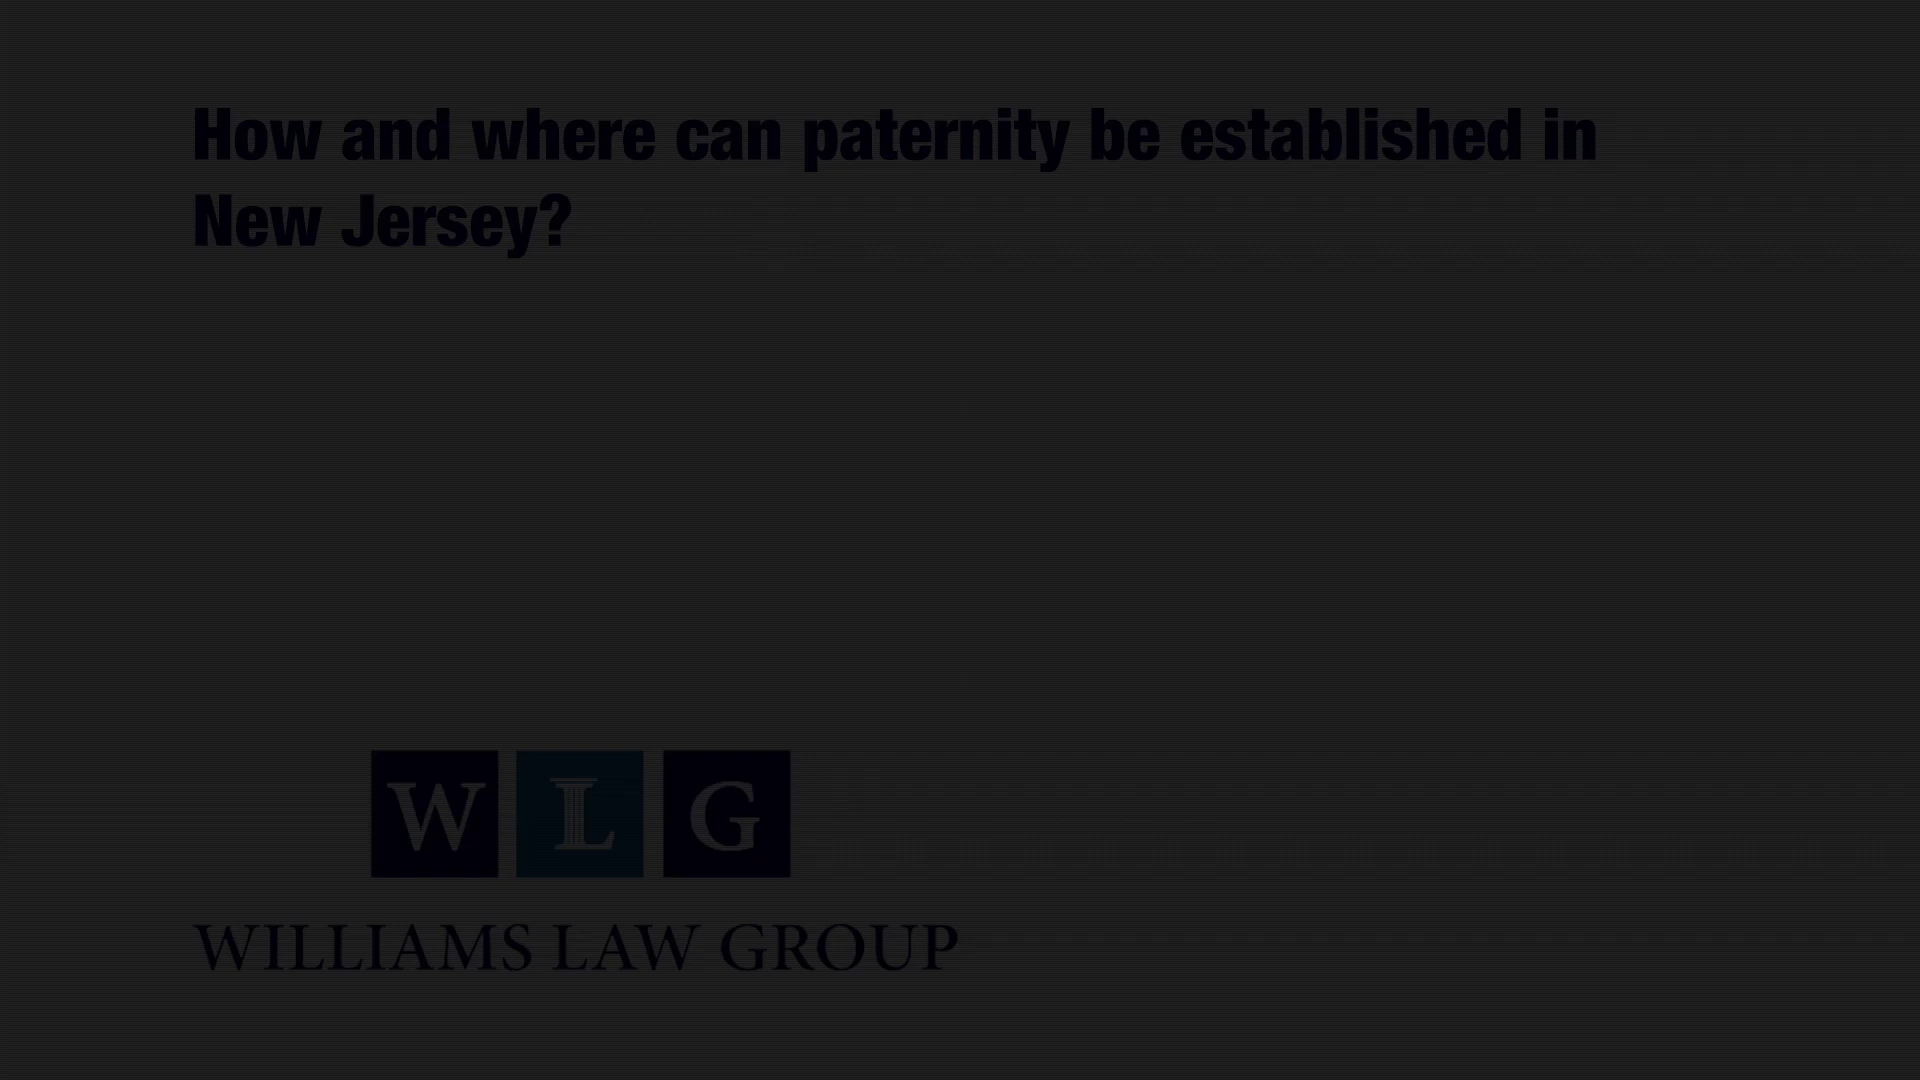 How and where can paternity be established in
New Jersey?
W L G
WILLIAMS LAW GROUP